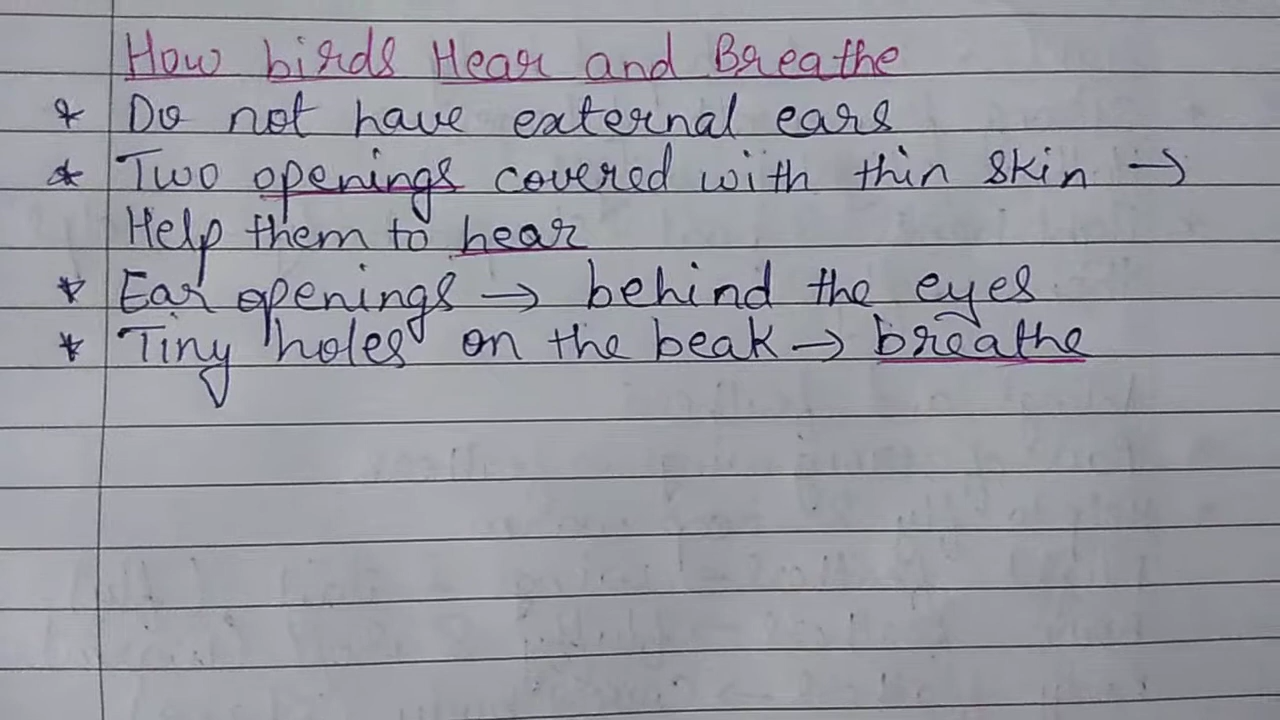 How birds Hear and Breathe
* Do not have external ears
* Two openings covered with thin skin →
Help them to hear
* Ear openings → behind the eyes
* Tiny holes on the beak → breathe